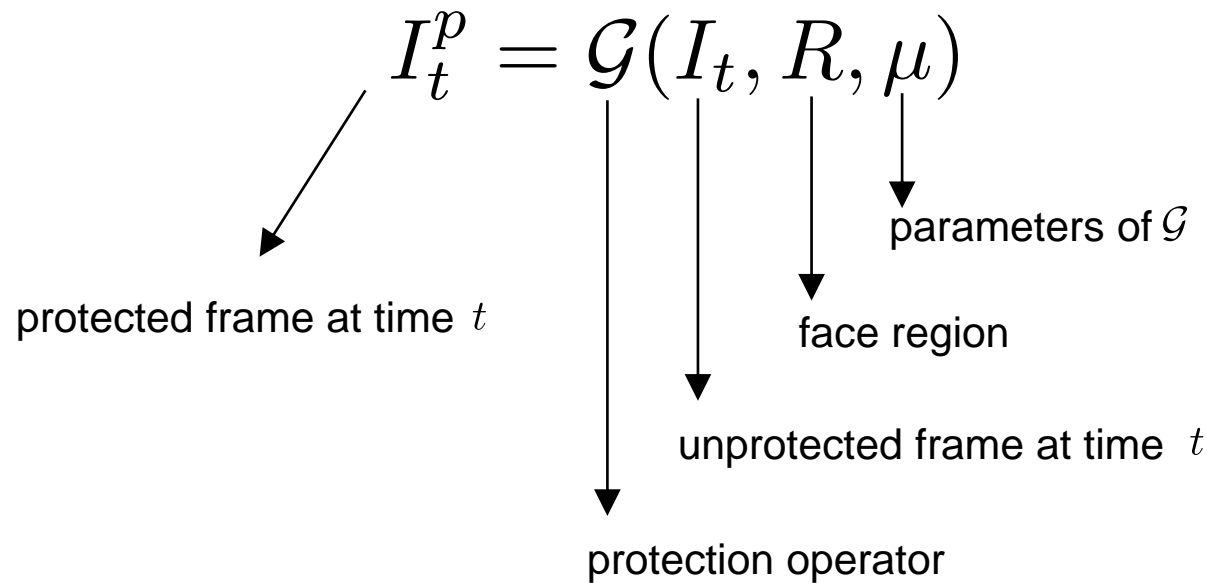 I_t^p = 𝒢(I_t, R, μ)
parameters of 𝒢
protected frame at time t
face region
unprotected frame at time t
protection operator